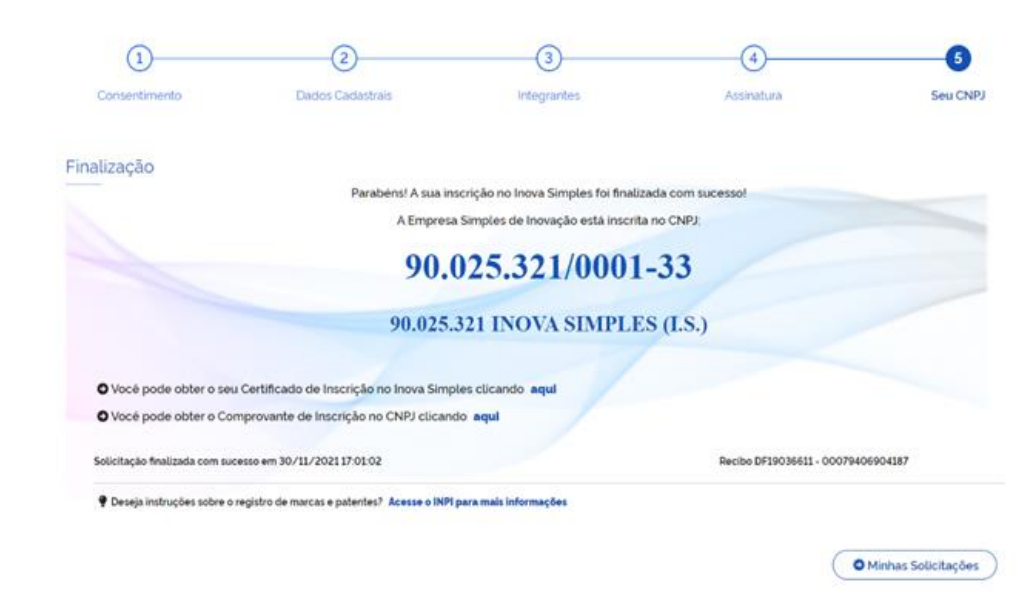 1 2 3 4 5
Consentimento Dados Cadastrais Integrantes Assinatura Seu CNPJ
Finalização
Parabéns! A sua inscrição no Inova Simples foi finalizada com sucesso!
A Empresa Simples de Inovação está inscrita no CNPJ:
90.025.321/0001-33
90.025.321 INOVA SIMPLES (I.S.)
Você pode obter o seu Certificado de Inscrição no Inova Simples clicando aqui
Você pode obter o Comprovante de Inscrição no CNPJ clicando aqui
Solicitação finalizada com sucesso em 30/11/2021 17:01:02 Recibo DF19036611 - 00079406904187
Deseja instruções sobre o registro de marcas e patentes? Acesse o INPI para mais informações
Minhas Solicitações